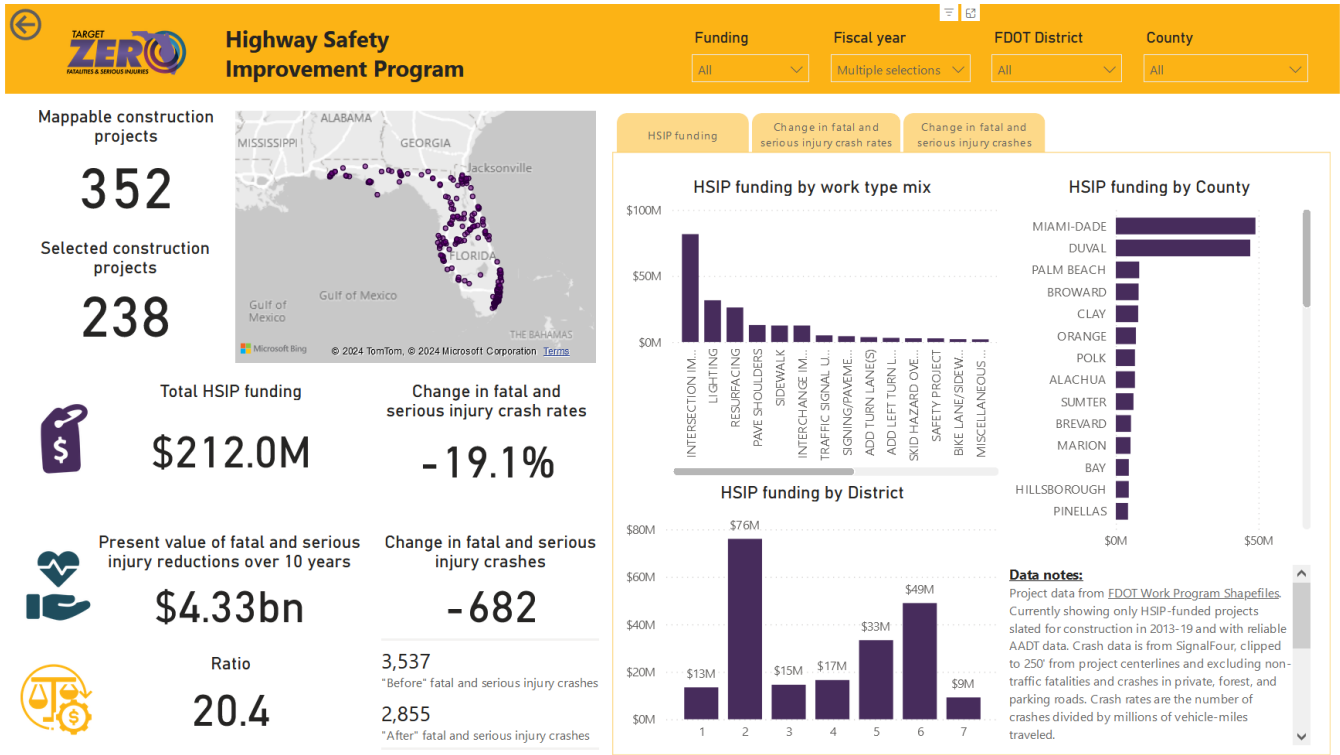 TARGET
ZERO
FATALITIES & SERIOUS INJURIES
Highway Safety
Improvement Program
Funding
All
Fiscal year
Multiple selections
FDOT District
All
County
All
Mappable construction
projects
352
Selected construction
projects
238
ALABAMA
MISSISSIPPI
GEORGIA
Jacksonville
FLORIDA
Gulf of
Mexico
Gulf of Mexico
THE BAHAMAS
Microsoft Bing
© 2024 TomTom, © 2024 Microsoft Corporation Terms
Total HSIP funding
$212.0M
Change in fatal and
serious injury crash rates
-19.1%
Present value of fatal and serious
injury reductions over 10 years
$4.33bn
Change in fatal and serious
injury crashes
-682
Ratio
20.4
3,537
"Before" fatal and serious injury crashes
2,855
"After" fatal and serious injury crashes
HSIP funding
Change in fatal and
serious injury crash rates
Change in fatal and
serious injury crashes
HSIP funding by work type mix
$100M
$50M
$0M
INTERSECTION IM...
LIGHTING
RESURFACING
PAVE SHOULDERS
SIDEWALK
INTERCHANGE IM...
TRAFFIC SIGNAL U...
SIGNING/PAVEME...
ADD TURN LANE(S)
ADD LEFT TURN L...
SKID HAZARD OVE...
SAFETY PROJECT
BIKE LANE/SIDEW...
MISCELLANEOUS ...
HSIP funding by District
$80M
$60M
$40M
$20M
$0M
$13M
$76M
$15M
$17M
$33M
$49M
$9M
1
2
3
4
5
6
7
HSIP funding by County
MIAMI-DADE
DUVAL
PALM BEACH
BROWARD
CLAY
ORANGE
POLK
ALACHUA
SUMTER
BREVARD
MARION
BAY
HILLSBOROUGH
PINELLAS
$0M
$50M
Data notes:
Project data from FDOT Work Program Shapefiles.
Currently showing only HSIP-funded projects
slated for construction in 2013-19 and with reliable
AADT data. Crash data is from SignalFour, clipped
to 250' from project centerlines and excluding non-
traffic fatalities and crashes in private, forest, and
parking roads. Crash rates are the number of
crashes divided by millions of vehicle-miles
traveled.